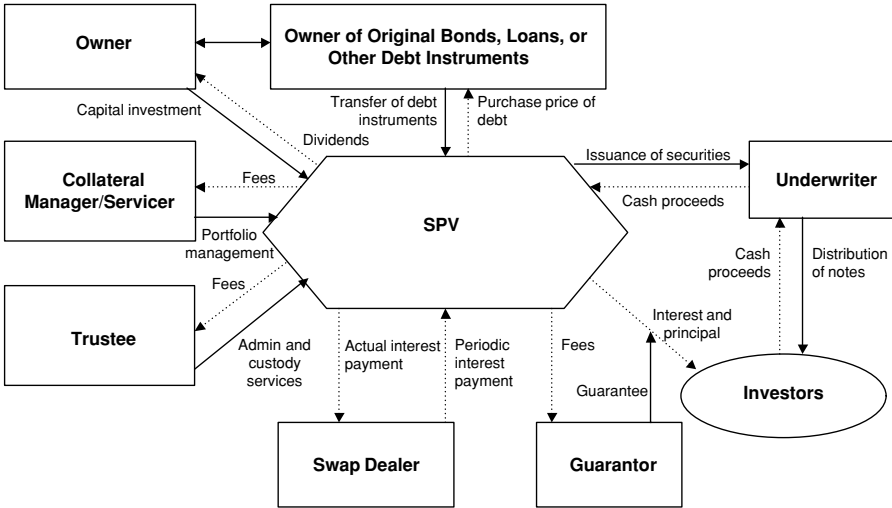 Owner
Owner of Original Bonds, Loans, or
Other Debt Instruments
Capital investment
Dividends
Transfer of debt
instruments
Purchase price of
debt
Collateral
Manager/Servicer
Fees
Portfolio
management
SPV
Issuance of securities
Cash proceeds
Underwriter
Cash
proceeds
Distribution
of notes
Fees
Trustee
Admin and
custody
services
Actual interest
payment
Periodic
interest
payment
Fees
Interest and
principal
Guarantee
Investors
Swap Dealer
Guarantor